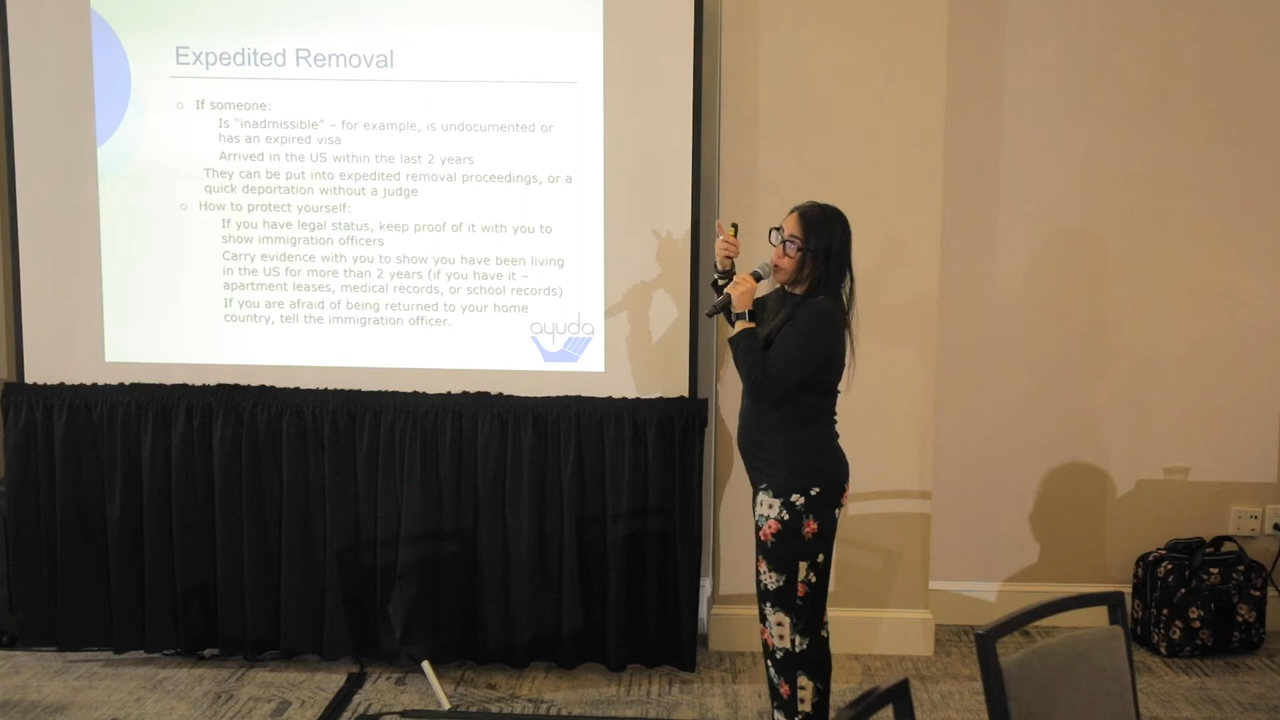 Expedited Removal
○ If someone:
Is "inadmissible" – for example, is undocumented or
has an expired visa
Arrived in the US within the last 2 years
They can be put into expedited removal proceedings, or a
quick deportation without a judge
○ How to protect yourself:
If you have legal status, keep proof of it with you to
show immigration officers
Carry evidence with you to show you have been living
in the US for more than 2 years (if you have it –
apartment leases, medical records, or school records)
If you are afraid of being returned to your home
country, tell the immigration officer.
ayuda